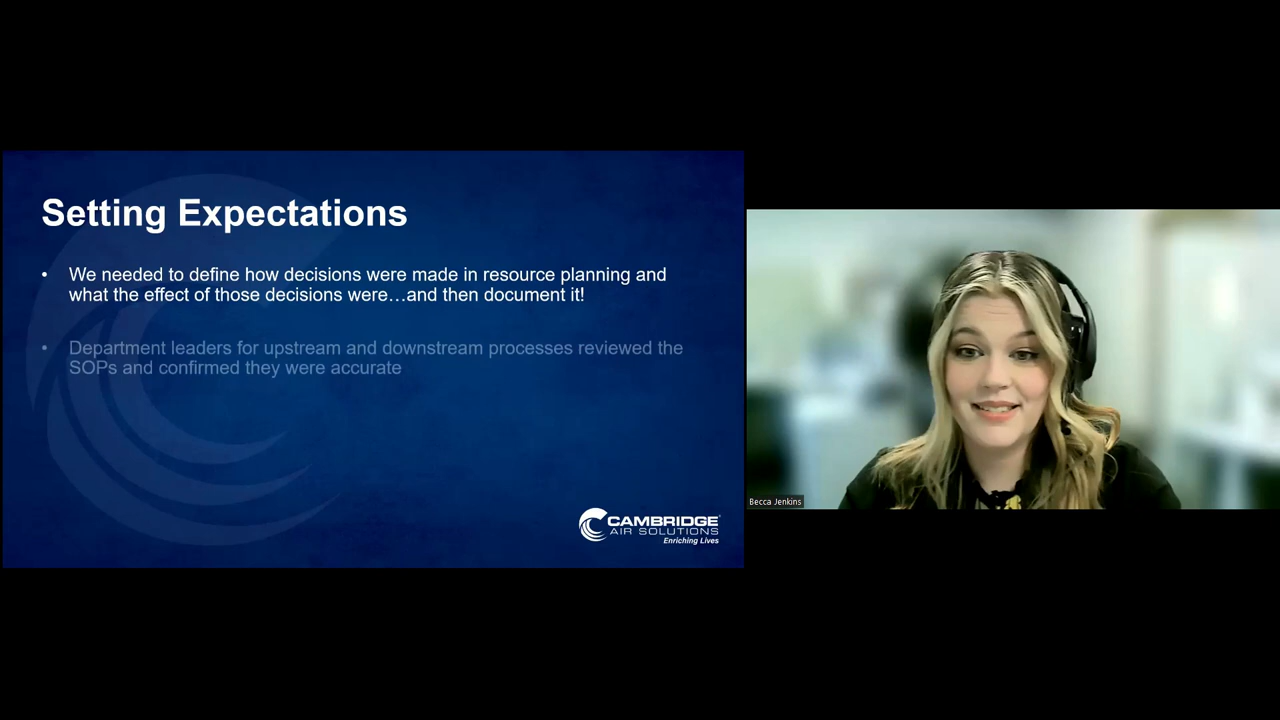 Setting Expectations
• We needed to define how decisions were made in resource planning and
what the effect of those decisions were…and then document it!
• Department leaders for upstream and downstream processes reviewed the
SOPs and confirmed they were accurate
CAMBRIDGE
AIR SOLUTIONS
Enriching Lives
Becca Jenkins